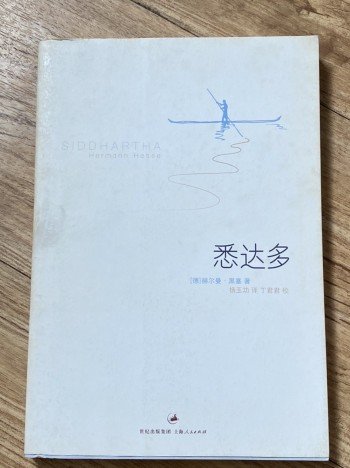 SIDDHARTHA
Hermann Hesse
悉达多
[德]赫尔曼·黑塞 著
杨玉功 译 丁君君 校
世纪出版集团 上海人民出版社